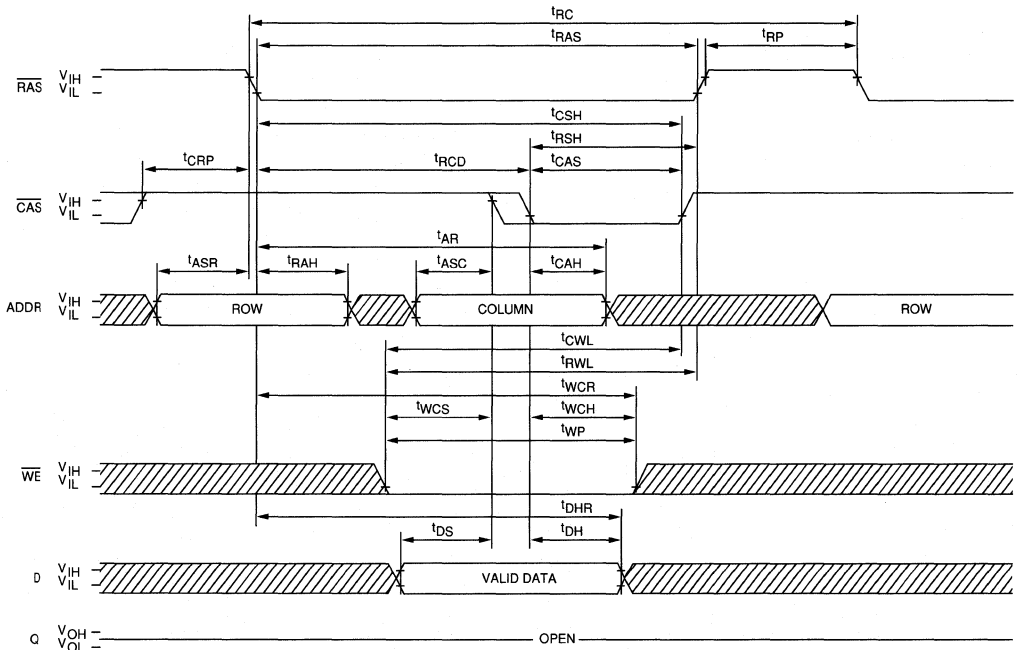 tRC
tRAS tRP
RAS VIH
VIL
tCSH
tRSH
tCRP tRCD tCAS
CAS VIH
VIL
tAR
tASR tRAH tASC tCAH
ADDR VIH
VIL
ROW COLUMN ROW
tCWL
tRWL
tWCR
tWCS tWCH
tWP
WE VIH
VIL
tDHR
tDS tDH
D VIH
VIL
VALID DATA
Q VOH
VOL
OPEN